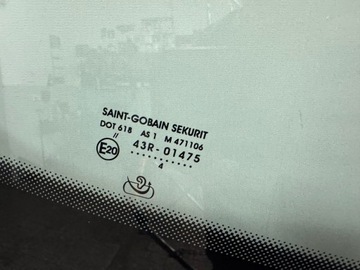 SAINT-GOBAIN SEKURIT
DOT 618 AS 1 M 471106
//
E20 43R-01475
..........
4